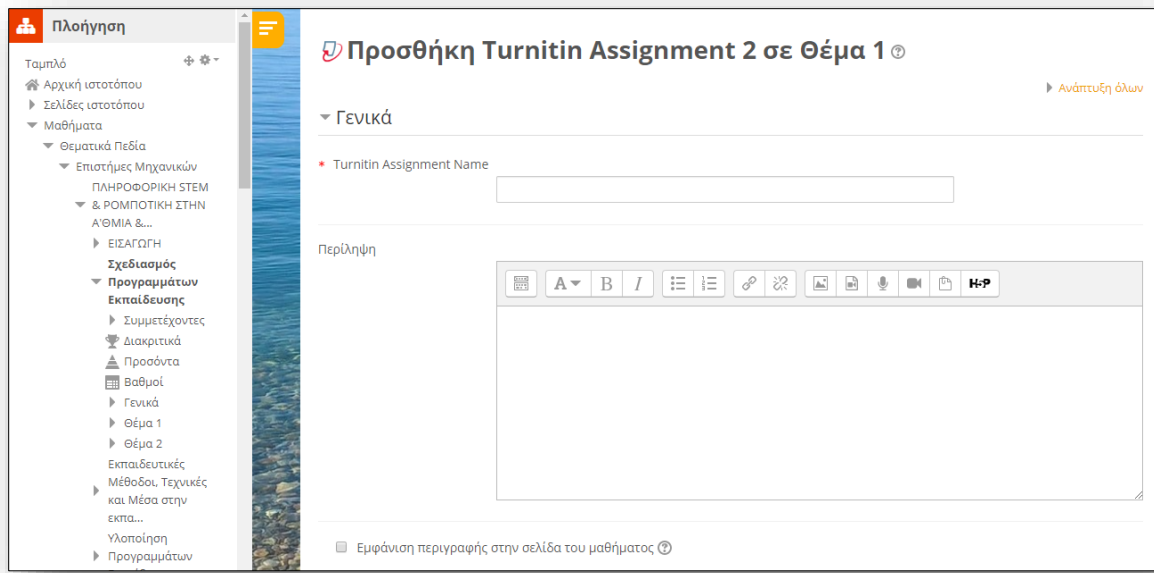 Πλοήγηση
Ταμπλό
Αρχική ιστοτόπου
Σελίδες ιστοτόπου
Μαθήματα
Θεματικά Πεδία
Επιστήμες Μηχανικών
ΠΛΗΡΟΦΟΡΙΚΗ STEM
& ΡΟΜΠΟΤΙΚΗ ΣΤΗΝ
Α'ΘΜΙΑ &...
ΕΙΣΑΓΩΓΗ
Σχεδιασμός
Προγραμμάτων
Εκπαίδευσης
Συμμετέχοντες
Διακριτικά
Προσόντα
Βαθμοί
Γενικά
Θέμα 1
Θέμα 2
Εκπαιδευτικές
Μέθοδοι, Τεχνικές
και Μέσα στην
εκπα...
Υλοποίηση
Προγραμμάτων
Προσθήκη Turnitin Assignment 2 σε Θέμα 1
Ανάπτυξη όλων
Γενικά
* Turnitin Assignment Name
Περίληψη
A B I H5P
Εμφάνιση περιγραφής στην σελίδα του μαθήματος